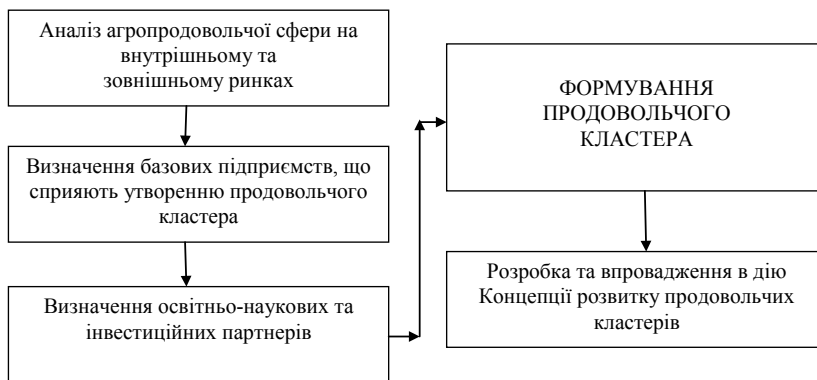 Аналіз агропродовольчої сфери на
внутрішньому та
зовнішньому ринках
Визначення базових підприємств, що
сприяють утворенню продовольчого
кластера
Визначення освітньо-наукових та
інвестиційних партнерів
ФОРМУВАННЯ
ПРОДОВОЛЬЧОГО
КЛАСТЕРА
Розробка та впровадження в дію
Концепції розвитку продовольчих
кластерів